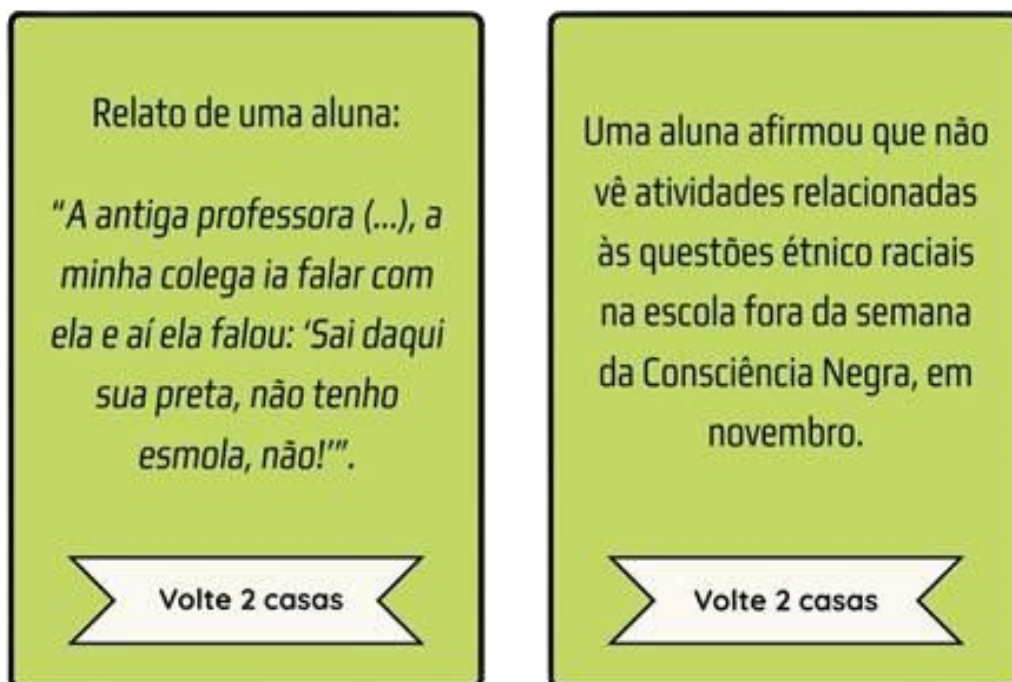 Relato de uma aluna:
“A antiga professora (...), a
minha colega ia falar com
ela e aí ela falou: ‘Sai daqui
sua preta, não tenho
esmola, não!’”.
Volte 2 casas
Uma aluna afirmou que não
vê atividades relacionadas
às questões étnico raciais
na escola fora da semana
da Consciência Negra, em
novembro.
Volte 2 casas